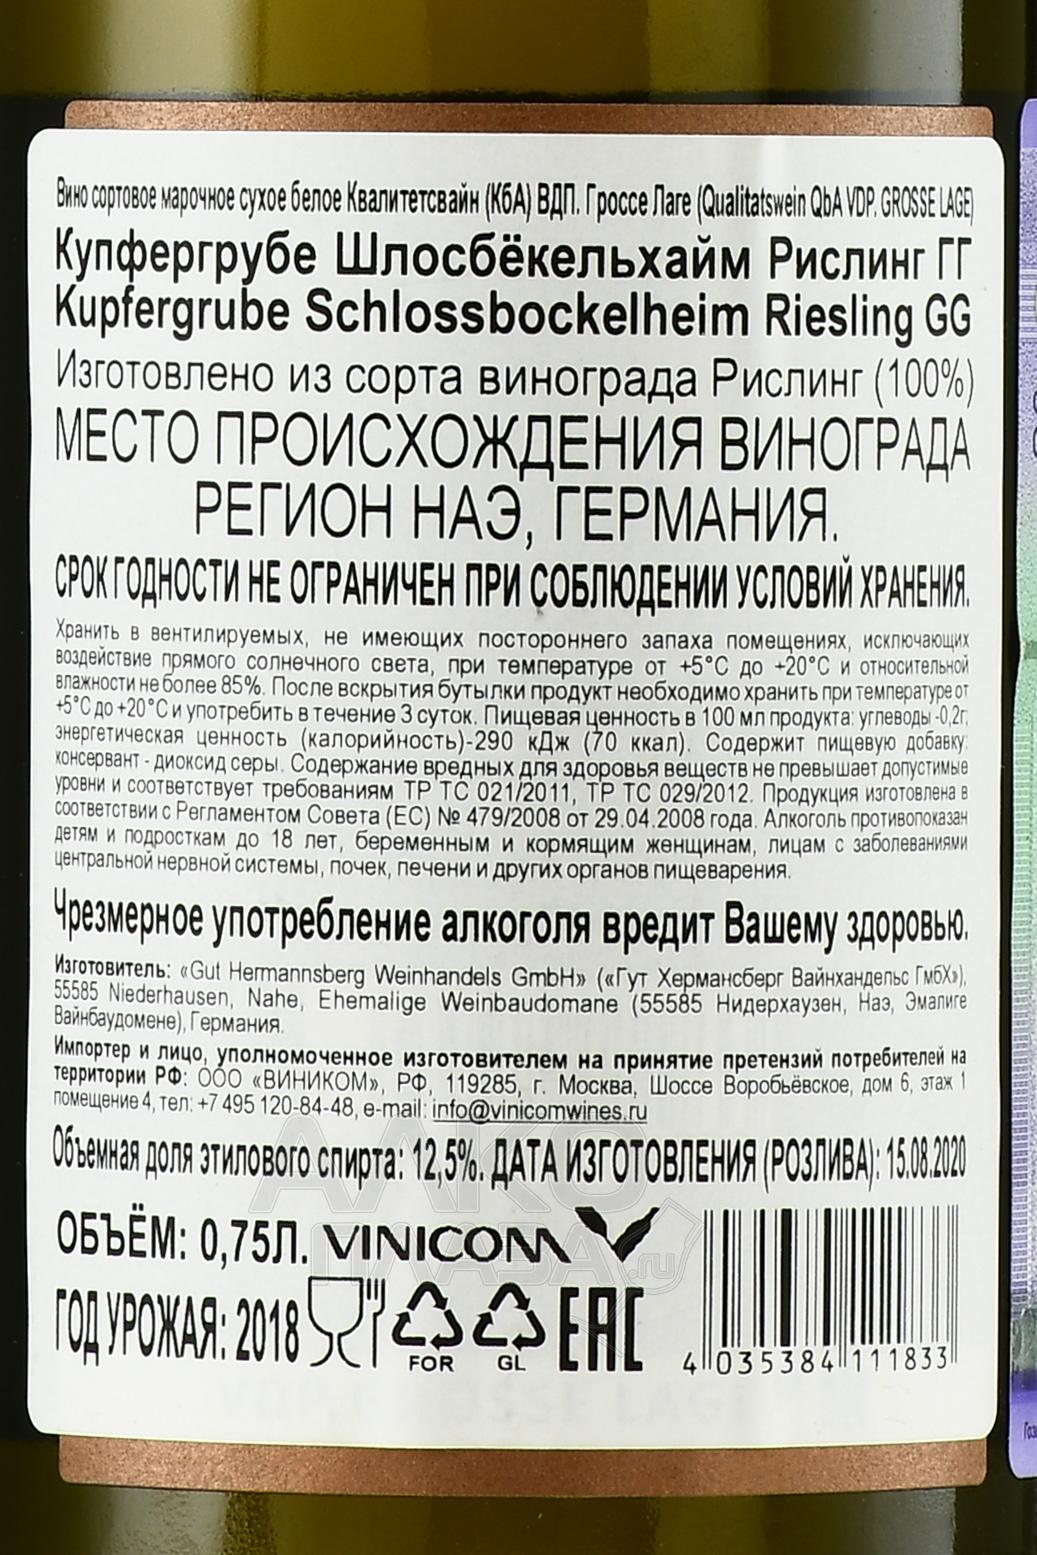 Вино сортовое марочное сухое белое Квалитетсвайн (КбА) ВДП. Гроссе Лаге (Qualitatswein QbA VDP. GROSSE LAGE)
Купфергрубе Шлосбёкельхайм Рислинг ГГ
Kupfergrube Schlossbockelheim Riesling GG
Изготовлено из сорта винограда Рислинг (100%)
МЕСТО ПРОИСХОЖДЕНИЯ ВИНОГРАДА
РЕГИОН НАЭ, ГЕРМАНИЯ.
СРОК ГОДНОСТИ НЕ ОГРАНИЧЕН ПРИ СОБЛЮДЕНИИ УСЛОВИЙ ХРАНЕНИЯ.
Хранить в вентилируемых, не имеющих постороннего запаха помещениях, исключающих
воздействие прямого солнечного света, при температуре от +5°С до +20°С и относительной
влажности не более 85%. После вскрытия бутылки продукт необходимо хранить при температуре от
+5°С до +20°С и употребить в течение 3 суток. Пищевая ценность в 100 мл продукта: углеводы -0,2г;
энергетическая ценность (калорийность)-290 кДж (70 ккал). Содержит пищевую добавку:
консервант - диоксид серы. Содержание вредных для здоровья веществ не превышает допустимые
уровни и соответствует требованиям ТР ТС 021/2011, ТР ТС 029/2012. Продукция изготовлена в
соответствии с Регламентом Совета (ЕС) № 479/2008 от 29.04.2008 года. Алкоголь противопоказан
детям и подросткам до 18 лет, беременным и кормящим женщинам, лицам с заболеваниями
центральной нервной системы, почек, печени и других органов пищеварения.
Чрезмерное употребление алкоголя вредит Вашему здоровью.
Изготовитель: «Gut Hermannsberg Weinhandels GmbH» («Гут Хермансберг Вайнхандельс ГмбХ»),
55585 Niederhausen, Nahe, Ehemalige Weinbaudomane (55585 Нидерхаузен, Наэ, Эмалиге
Вайнбаудомене), Германия.
Импортер и лицо, уполномоченное изготовителем на принятие претензий потребителей на
территории РФ: ООО «ВИНИКОМ», РФ, 119285, г. Москва, Шоссе Воробьёвское, дом 6, этаж 1
помещение 4, тел: +7 495 120-84-48, e-mail: info@vinicomwines.ru
Объемная доля этилового спирта: 12,5%. ДАТА ИЗГОТОВЛЕНИЯ (РОЗЛИВА): 15.08.2020
ОБЪЁМ: 0,75Л. VINICOM
ГОД УРОЖАЯ: 2018
FOR GL EAC
4 035384 111833
АЛКО
ПЛАЗА.ru